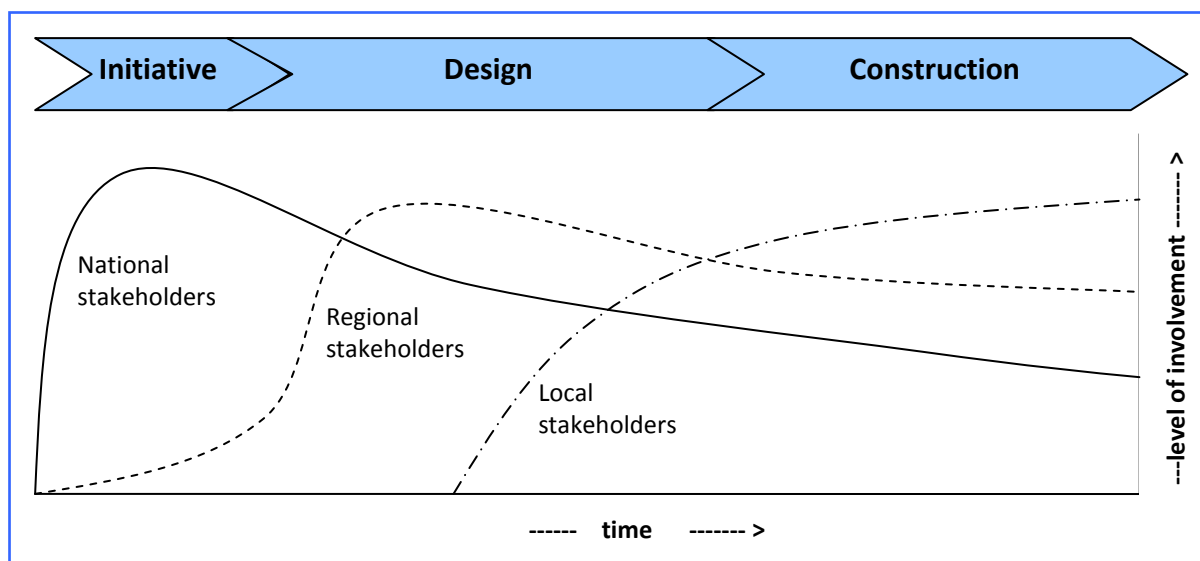 Initiative
Design
Construction
National
stakeholders
Regional
stakeholders
Local
stakeholders
---level of involvement ------- >
------ time ------- >